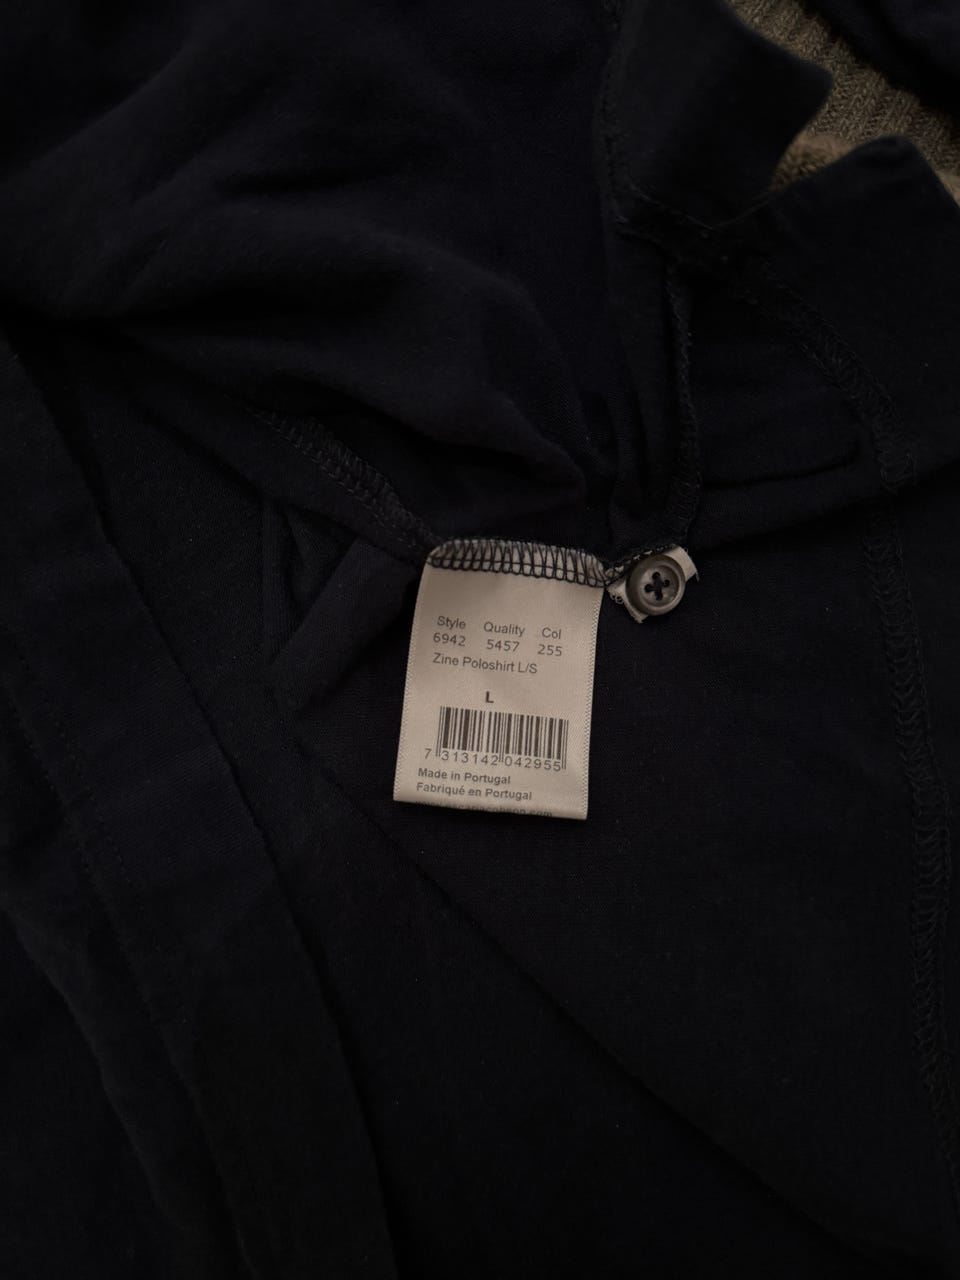 Style Quality Col
6942 5457 255
Zine Poloshirt L/S
L
7 313142 042955
Made in Portugal
Fabriqué en Portugal